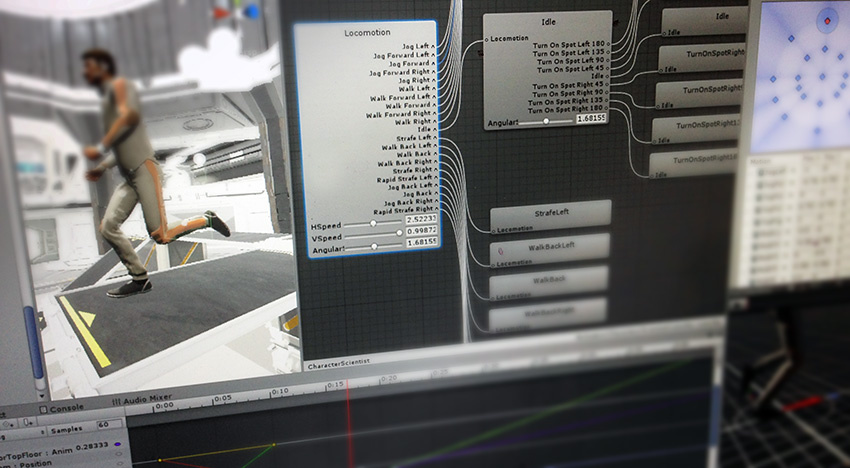 Locomotion
Jog Left
Jog Forward Left
Jog Forward
Jog Forward Right
Jog Right
Walk Left
Walk Forward Left
Walk Forward
Walk Forward Right
Walk Right
Idle
Strafe Left
Walk Back Left
Walk Back
Walk Back Right
Strafe Right
Rapid Strafe Left
Jog Back Left
Jog Back
Jog Back Right
Rapid Strafe Right
HSpeed 2.52233
VSpeed 0.99872
Angular 1.68155
Idle
Locomotion
Turn On Spot Left 180
Turn On Spot Left 135
Turn On Spot Left 90
Turn On Spot Left 45
Idle
Turn On Spot Right 45
Turn On Spot Right 90
Turn On Spot Right 135
Turn On Spot Right 180
Angular 1.68155
Idle
Idle
TurnOnSpotRight
Idle
TurnOnSpotRight
Idle
TurnOnSpotRight
Idle
TurnOnSpotRight
Idle
StrafeLeft
Locomotion
WalkBackLeft
Locomotion
WalkBack
Locomotion
WalkBackRight
CharacterScientist
Console
Audio Mixer
0:00 0:05 0:10 0:15 0:20
Samples 60
orTopFloor : Anim 0.28333
: Position